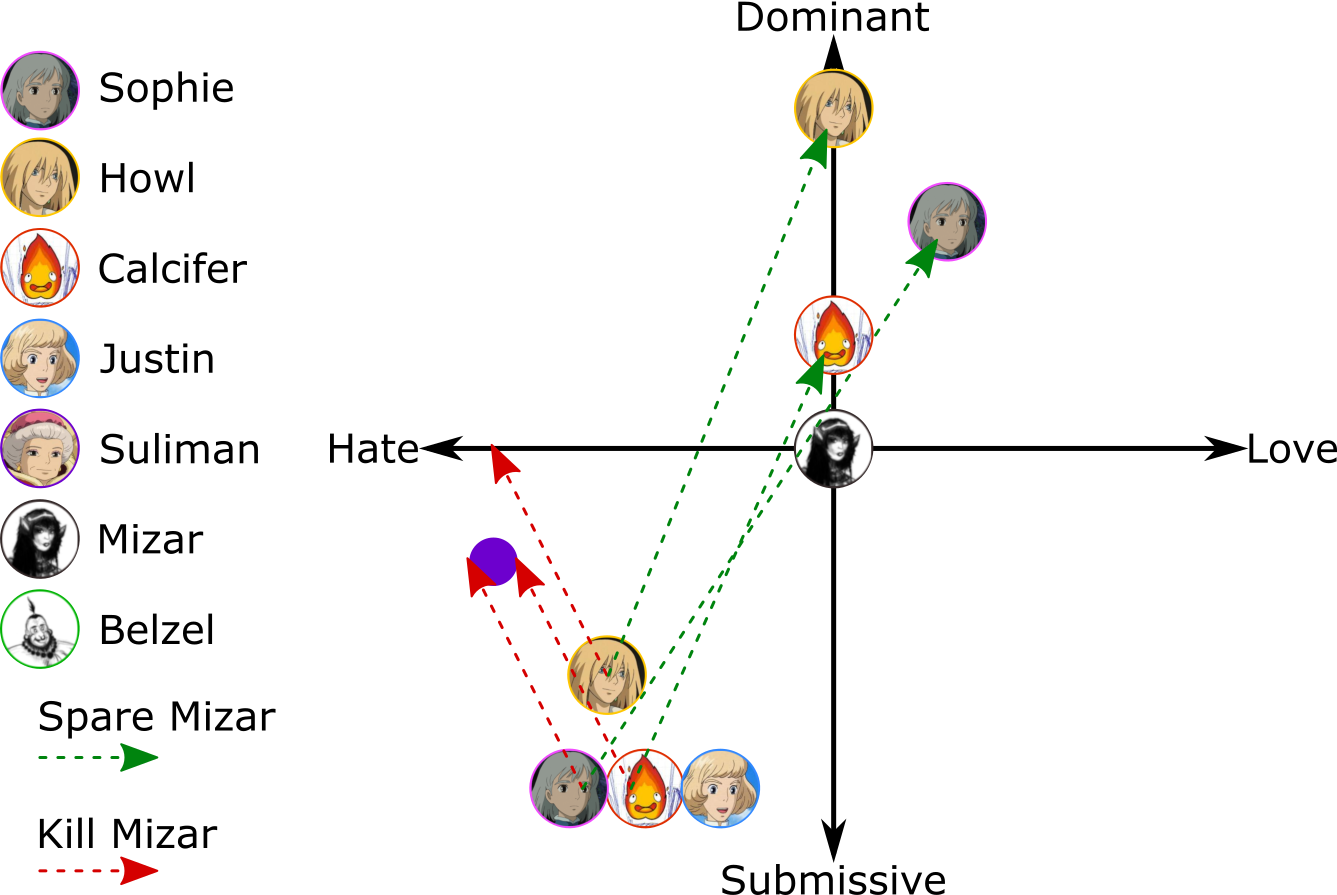 Dominant
Sophie
Howl
Calcifer
Justin
Suliman
Hate
Love
Mizar
Belzel
Spare Mizar
Kill Mizar
Submissive